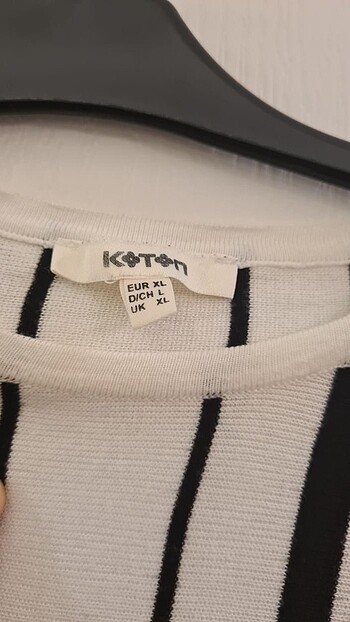 KOTON
EUR XL
D/CH L
UK XL